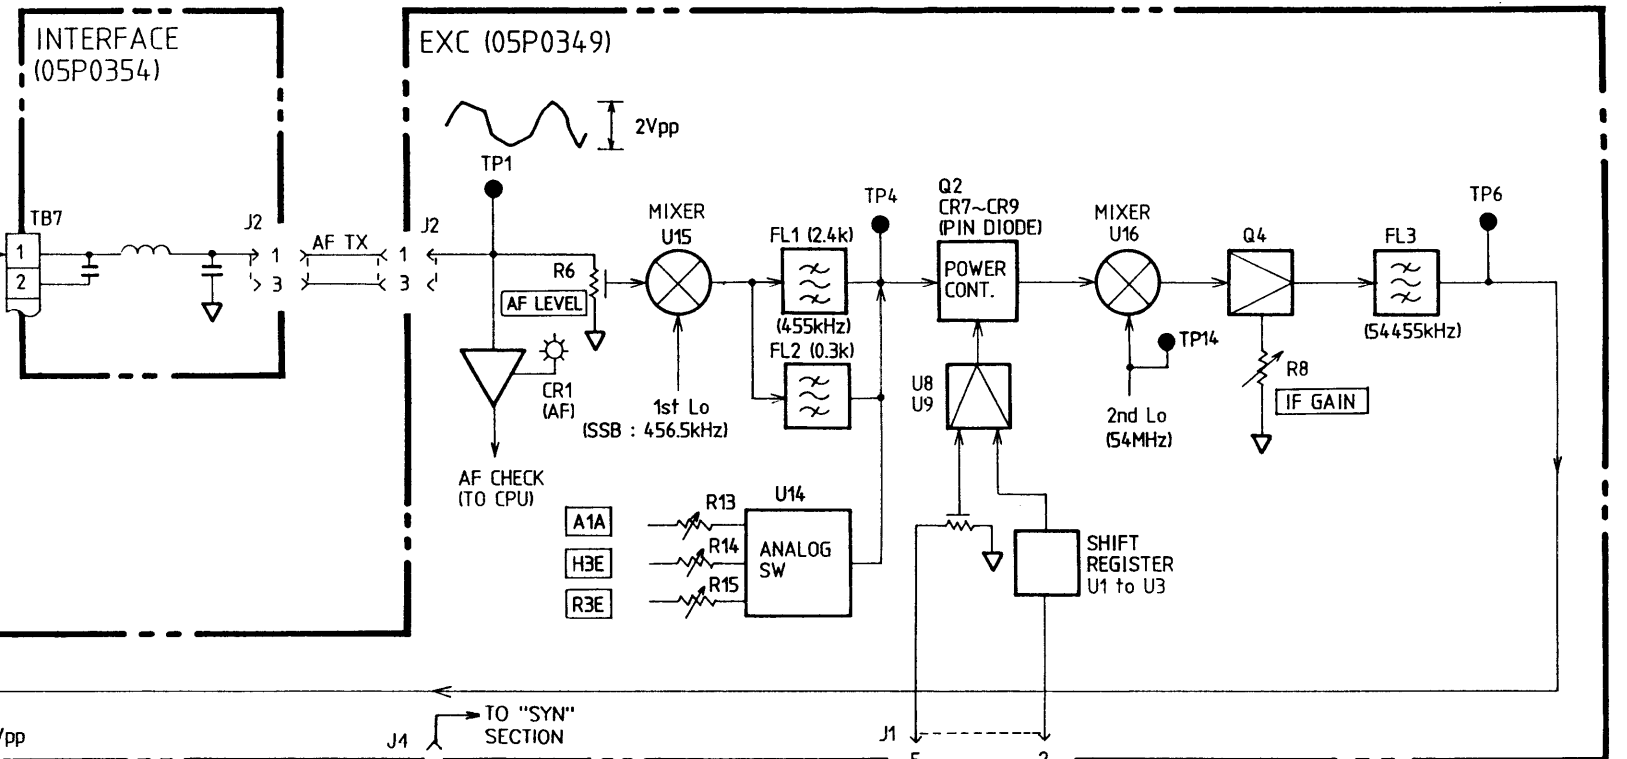 INTERFACE
(05P0354)
EXC (05P0349)
2Vpp
TP1
TB7
1
2
J2
1
3
AF TX
J2
1
3
R6
AF LEVEL
MIXER
U15
FL1 (2.4k)
(455kHz)
FL2 (0.3k)
TP4
Q2
CR7~CR9
(PIN DIODE)
POWER
CONT.
MIXER
U16
Q4
FL3
(54455kHz)
TP6
TP14
CR1
(AF)
1st Lo
(SSB : 456.5kHz)
U8
U9
2nd Lo
(54MHz)
R8
IF GAIN
AF CHECK
(TO CPU)
A1A
H3E
R3E
R13
R14
R15
U14
ANALOG
SW
SHIFT
REGISTER
U1 to U3
TO "SYN"
SECTION
J4
J1
5
2
Vpp